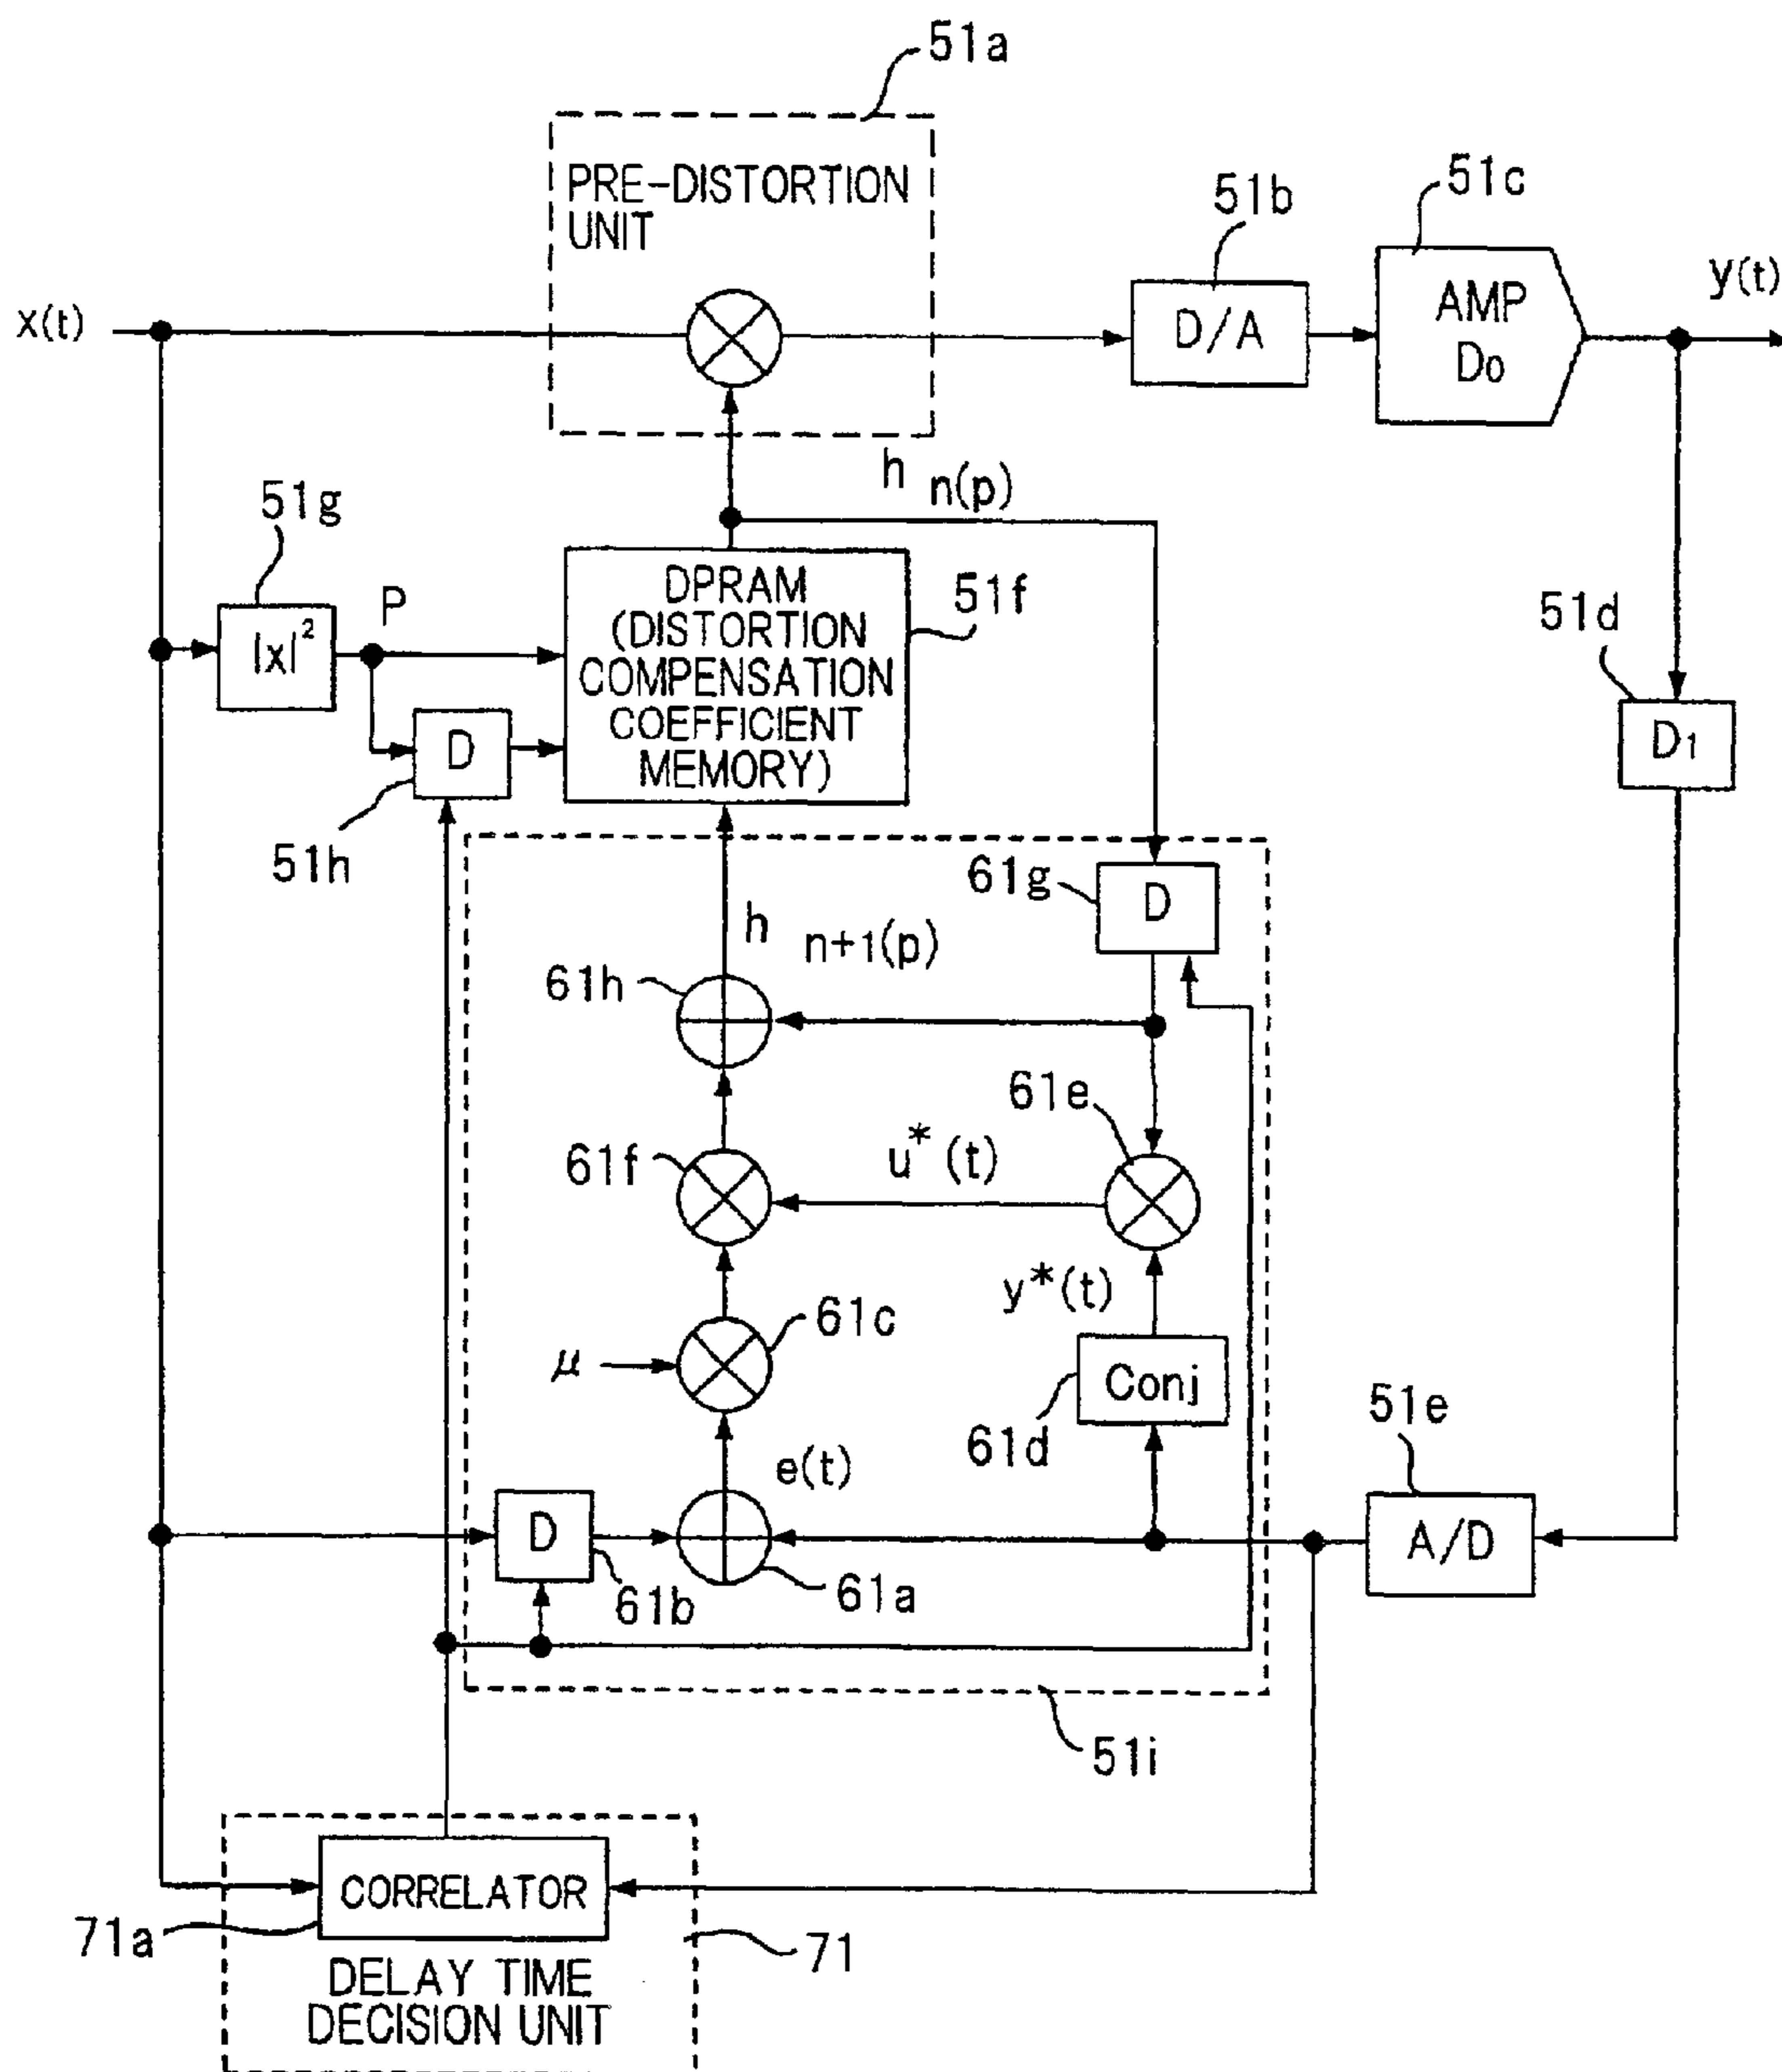 51a
PRE-DISTORTION
UNIT
51b
51c
x(t)
D/A
AMP
D0
y(t)
h n(p)
51g
|x|²
P
DPRAM
(DISTORTION
COMPENSATION
COEFFICIENT
MEMORY)
51f
51d
D1
D
51h
61g
D
h n+1(p)
61h
61e
61f
u*(t)
y*(t)
μ
61c
Conj
61d
51e
e(t)
D
A/D
61b
61a
51i
CORRELATOR
71a
71
DELAY TIME
DECISION UNIT